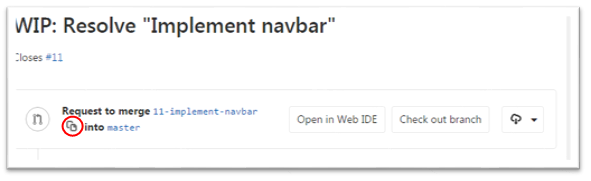 WIP: Resolve "Implement navbar"
Closes #11
Request to merge 11-implement-navbar
into master
Open in Web IDE
Check out branch